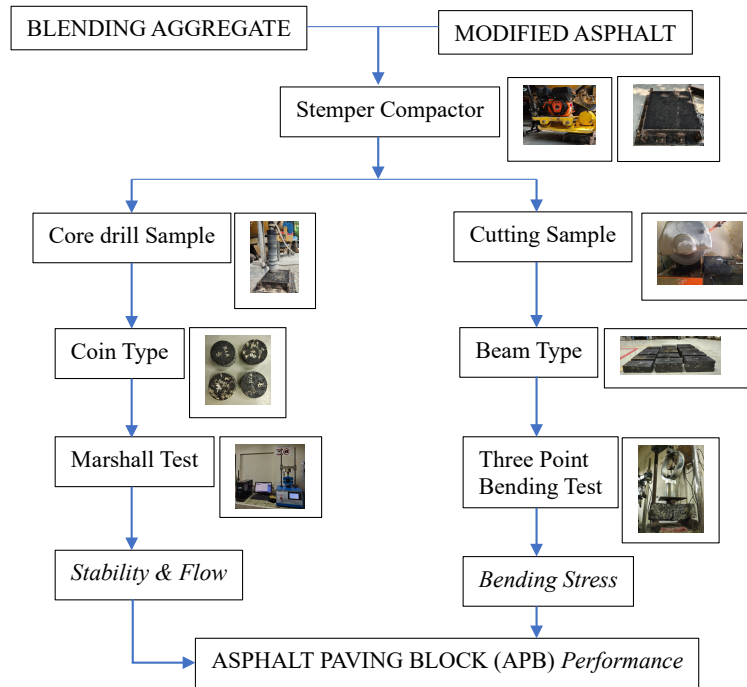 BLENDING AGGREGATE
MODIFIED ASPHALT
Stemper Compactor
Core drill Sample
Cutting Sample
Coin Type
Beam Type
Marshall Test
Three Point
Bending Test
Stability & Flow
Bending Stress
ASPHALT PAVING BLOCK (APB) Performance